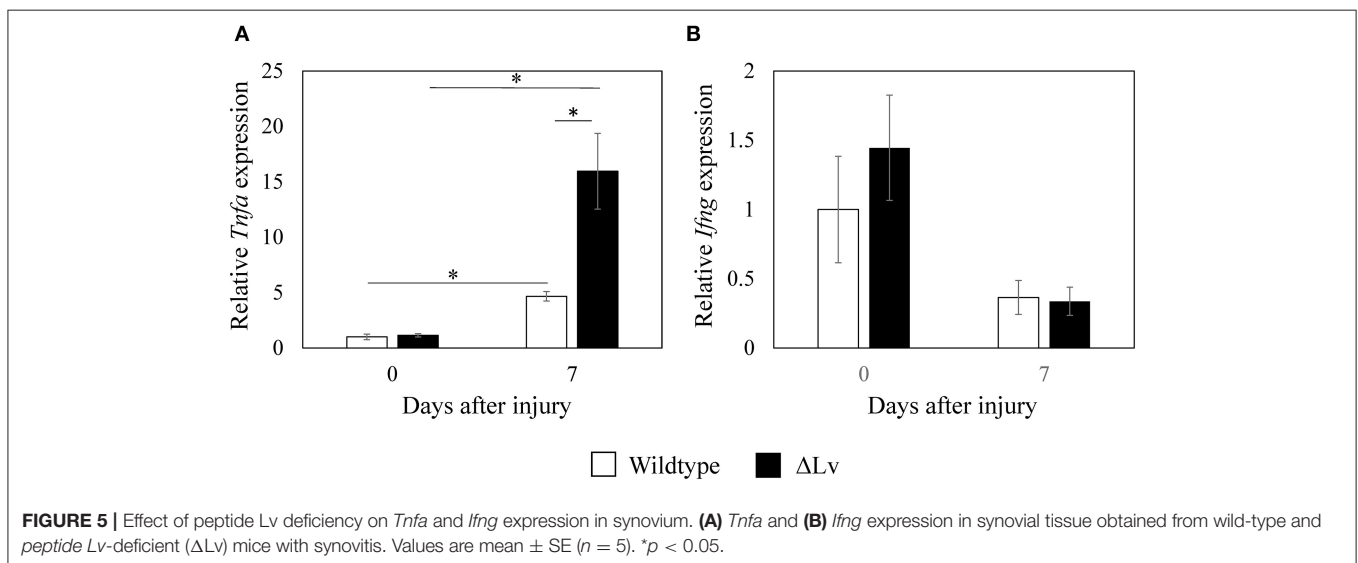 A
B
Relative Tnfa expression
25
20
15
10
5
0
*
*
*
0
7
Days after injury
Relative Ifng expression
2
1.5
1
0.5
0
0
7
Days after injury
Wildtype
ΔLv
FIGURE 5 | Effect of peptide Lv deficiency on Tnfa and Ifng expression in synovium. (A) Tnfa and (B) Ifng expression in synovial tissue obtained from wild-type and
peptide Lv-deficient (ΔLv) mice with synovitis. Values are mean ± SE (n = 5). *p < 0.05.